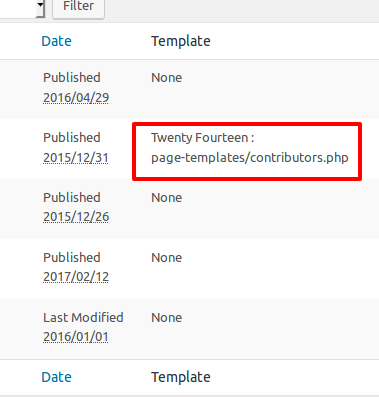 Filter
Date Template
Published None
2016/04/29
Published Twenty Fourteen :
2015/12/31 page-templates/contributors.php
Published None
2015/12/26
Published None
2017/02/12
Last Modified None
2016/01/01
Date Template